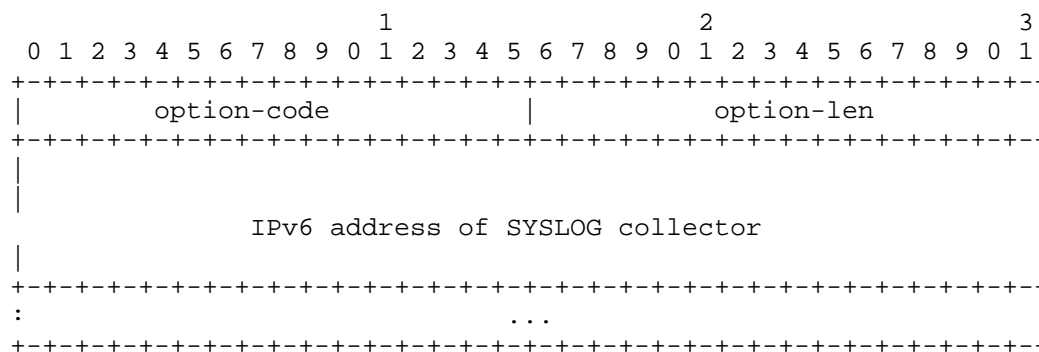 1                   2                   3
 0 1 2 3 4 5 6 7 8 9 0 1 2 3 4 5 6 7 8 9 0 1 2 3 4 5 6 7 8 9 0 1
+-+-+-+-+-+-+-+-+-+-+-+-+-+-+-+-+-+-+-+-+-+-+-+-+-+-+-+-+-+-+-+--
|        option-code            |           option-len
+-+-+-+-+-+-+-+-+-+-+-+-+-+-+-+-+-+-+-+-+-+-+-+-+-+-+-+-+-+-+-+--
|
|
               IPv6 address of SYSLOG collector
|
+-+-+-+-+-+-+-+-+-+-+-+-+-+-+-+-+-+-+-+-+-+-+-+-+-+-+-+-+-+-+-+--
:                              ...
+-+-+-+-+-+-+-+-+-+-+-+-+-+-+-+-+-+-+-+-+-+-+-+-+-+-+-+-+-+-+-+--